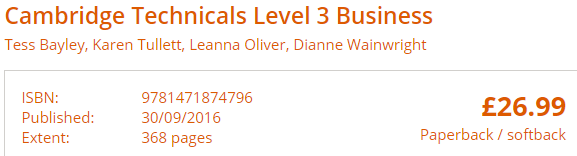 Cambridge Technicals Level 3 Business
Tess Bayley, Karen Tullett, Leanna Oliver, Dianne Wainwright
ISBN: 9781471874796
Published: 30/09/2016
Extent: 368 pages
£26.99
Paperback / softback